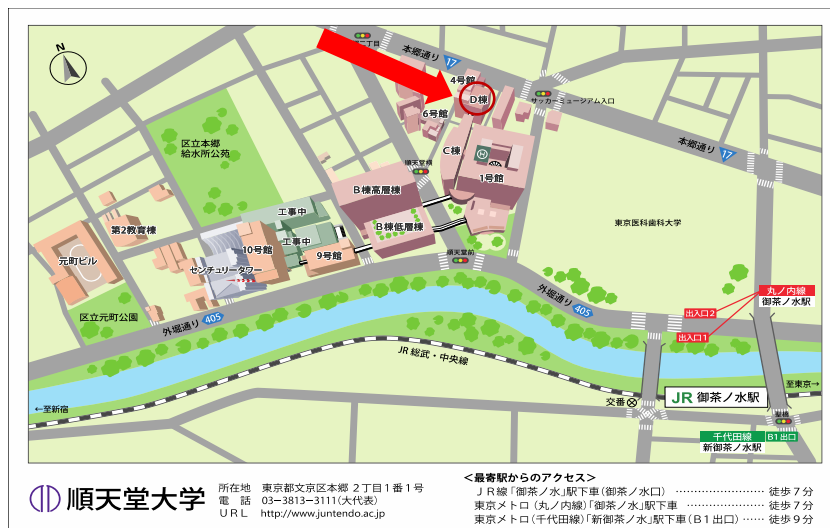 N
丁目
本郷通り
17
4号館
D棟
サッカーミュージアム入口
6号館
区立本郷
給水所公苑
C棟
本郷通り
17
順天堂横
H
1号館
B棟高層棟
工事中
東京医科歯科大学
第2教育棟
B棟低層棟
工事中
10号館
元町ビル
9号館
順天堂前
センチュリータワー
丸ノ内線
御茶ノ水駅
外堀通り
405
出入口2
区立元町公園
外堀通り
405
出入口1
JR 総武・中央線
至東京→
JR 御茶ノ水駅
交番
←至新宿
聖橋
千代田線
B1出口
新御茶ノ水駅
順天堂大学
所在地 東京都文京区本郷 2丁目1番1号
電 話 03−3813−3111(大代表)
URL http://www.juntendo.ac.jp
<最寄駅からのアクセス>
JR線「御茶ノ水」駅下車(御茶ノ水口) ························ 徒歩7分
東京メトロ(丸ノ内線)「御茶ノ水」駅下車 ····················· 徒歩7分
東京メトロ(千代田線)「新御茶ノ水」駅下車(B1出口) ······ 徒歩9分